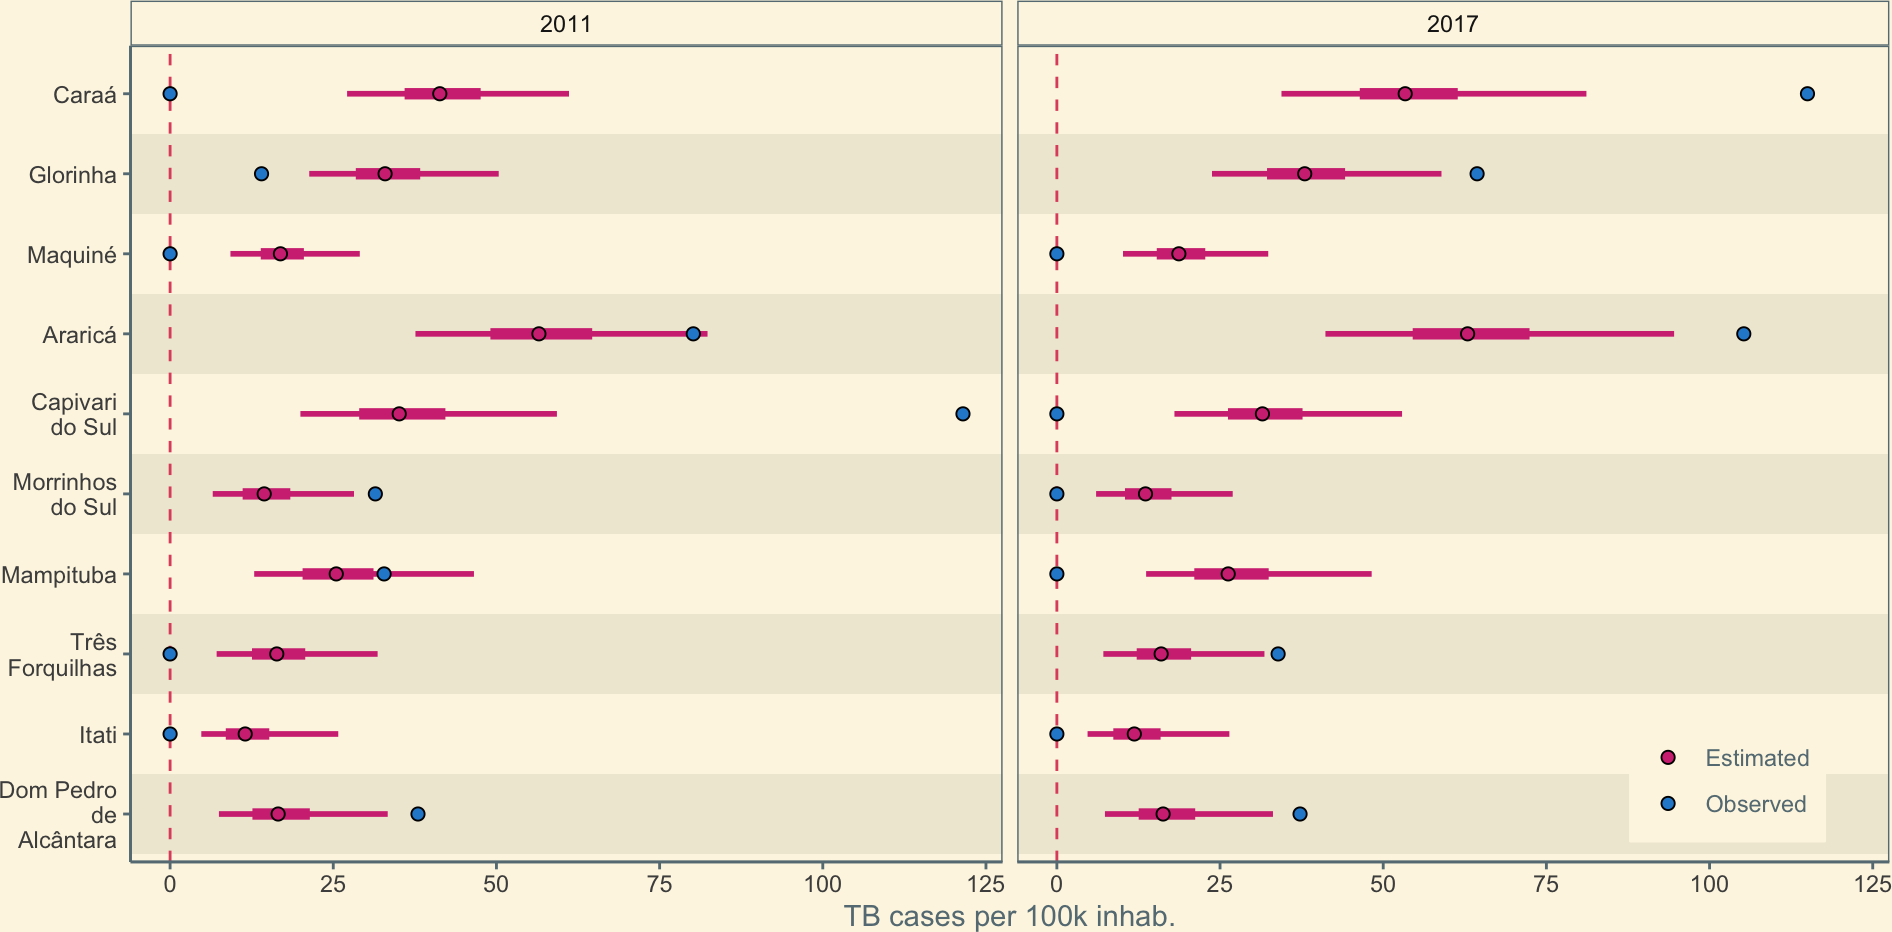 2011
2017
Caraá
Glorinha
Maquiné
Araricá
Capivari
do Sul
Morrinhos
do Sul
Mampituba
Três
Forquilhas
Itati
Dom Pedro
de
Alcântara
Estimated
Observed
0 25 50 75 100 125
0 25 50 75 100 125
TB cases per 100k inhab.